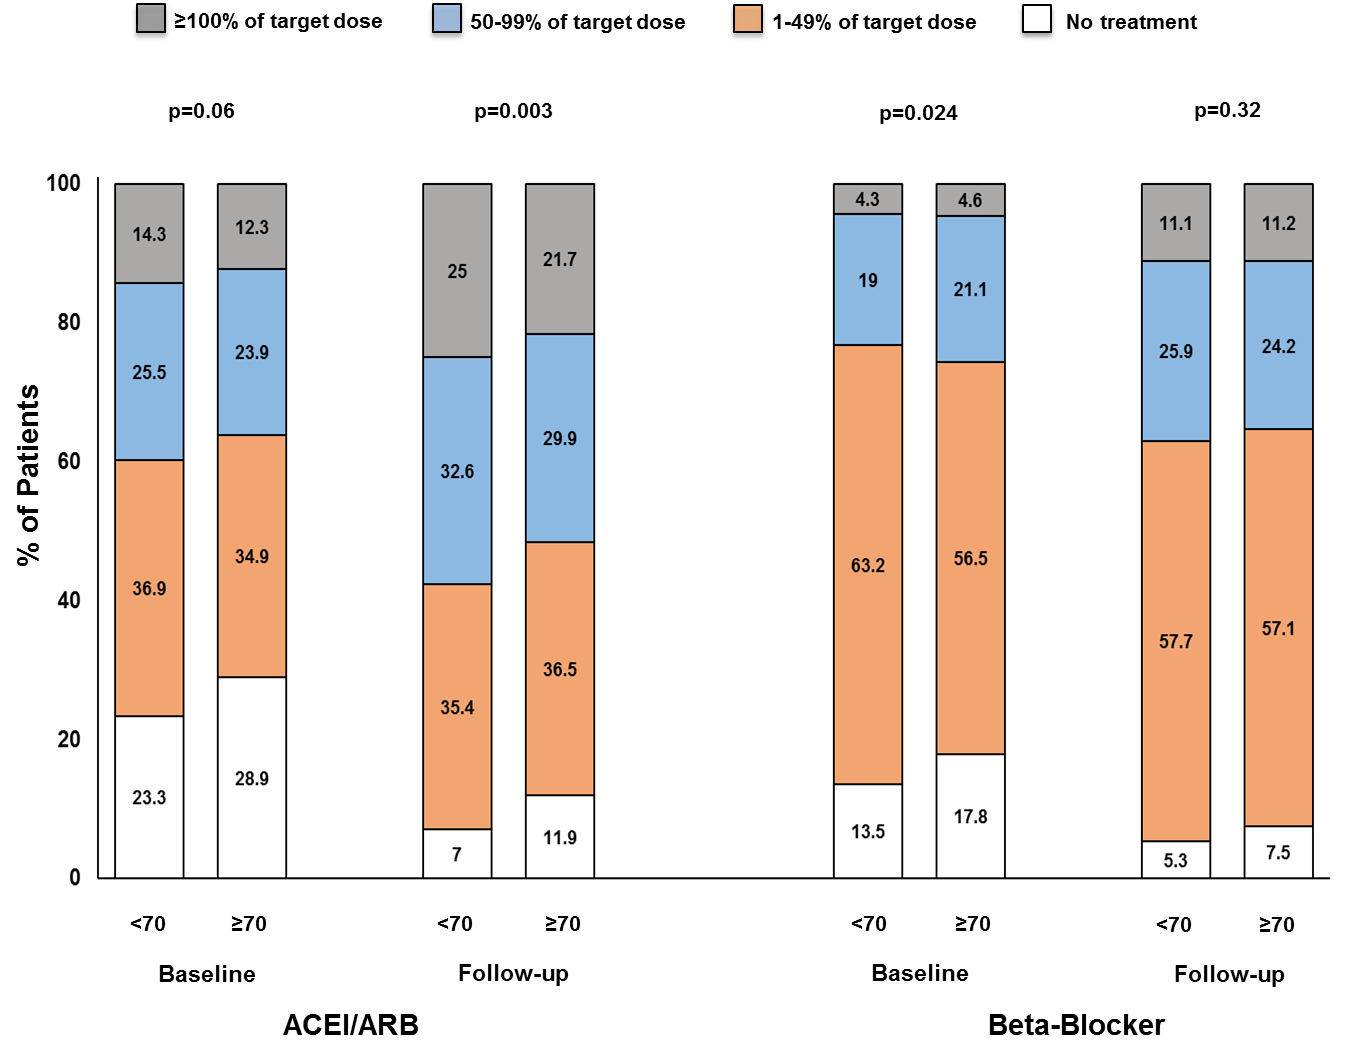 ≥100% of target dose 50-99% of target dose 1-49% of target dose No treatment
p=0.06 p=0.003 p=0.024 p=0.32
% of Patients
100
80
60
40
20
0
14.3 12.3 25 21.7 4.3 4.6 11.1 11.2
25.5 23.9 32.6 29.9 19 21.1 25.9 24.2
36.9 34.9 35.4 36.5 63.2 56.5 57.7 57.1
23.3 28.9 7 11.9 13.5 17.8 5.3 7.5
<70 ≥70 <70 ≥70 <70 ≥70 <70 ≥70
Baseline Follow-up Baseline Follow-up
ACEI/ARB Beta-Blocker